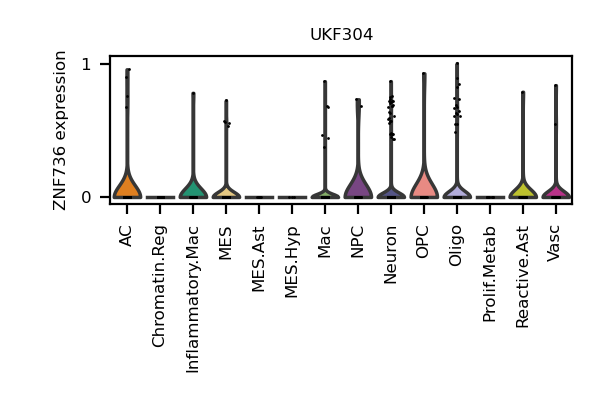 UKF304
ZNF736 expression
1
0
AC
Chromatin.Reg
Inflammatory.Mac
MES
MES.Ast
MES.Hyp
Mac
NPC
Neuron
OPC
Oligo
Prolif.Metab
Reactive.Ast
Vasc